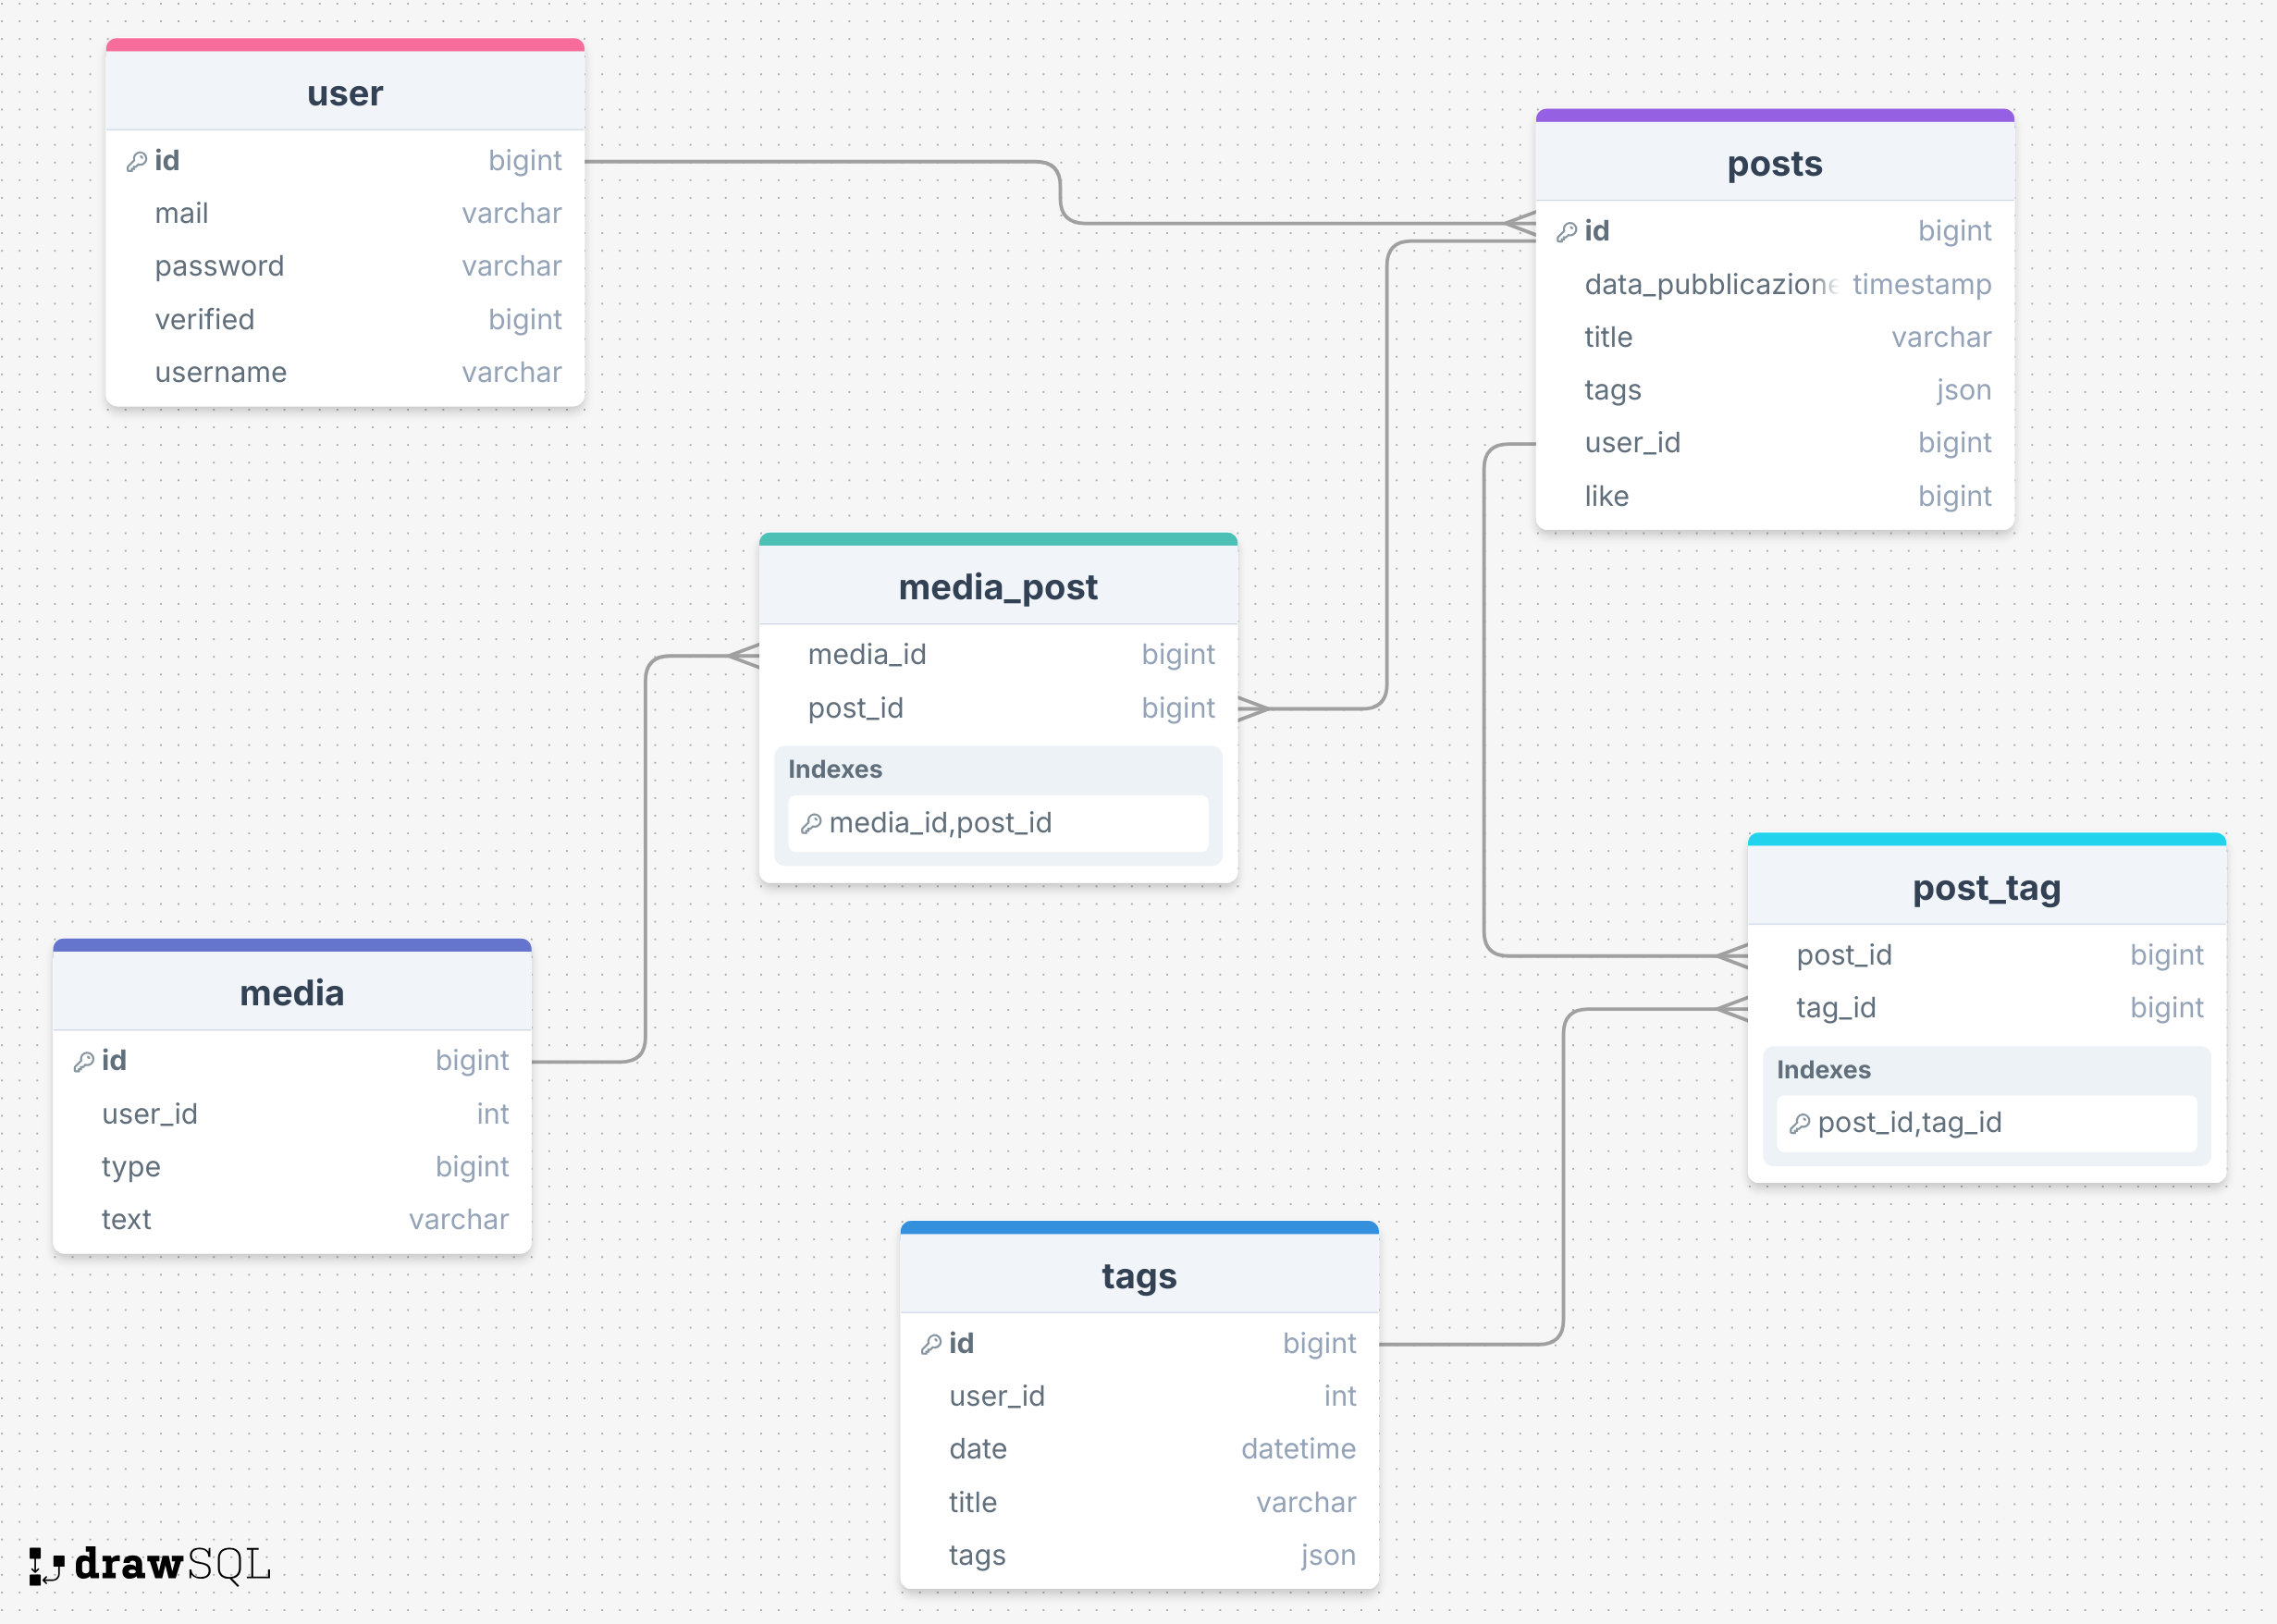 user
id bigint
mail varchar
password varchar
verified bigint
username varchar
posts
id bigint
data_pubblicazione timestamp
title varchar
tags json
user_id bigint
like bigint
media_post
media_id bigint
post_id bigint
Indexes
media_id,post_id
post_tag
post_id bigint
tag_id bigint
Indexes
post_id,tag_id
media
id bigint
user_id int
type bigint
text varchar
tags
id bigint
user_id int
date datetime
title varchar
tags json
drawSQL